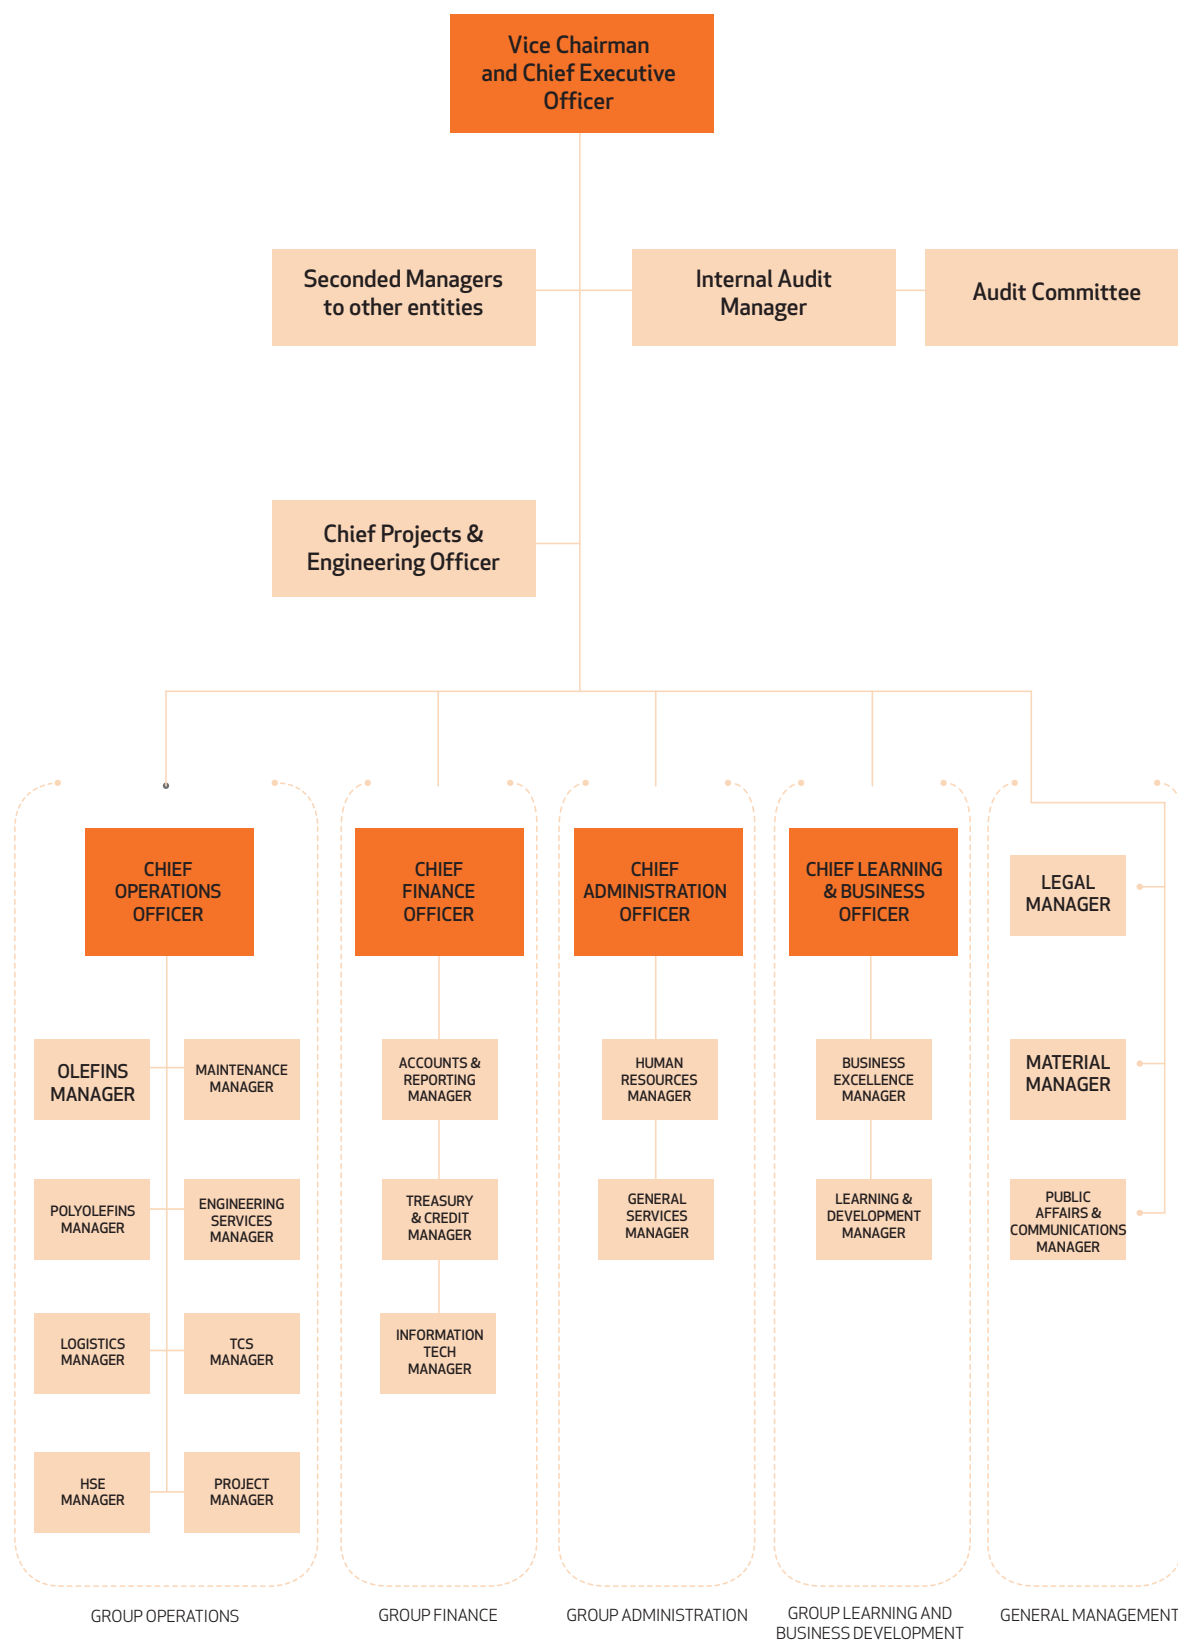 Vice Chairman
and Chief Executive
Officer
Seconded Managers
to other entities
Internal Audit
Manager
Audit Committee
Chief Projects &
Engineering Officer
CHIEF
OPERATIONS
OFFICER
CHIEF
FINANCE
OFFICER
CHIEF
ADMINISTRATION
OFFICER
CHIEF LEARNING
& BUSINESS
OFFICER
LEGAL
MANAGER
OLEFINS
MANAGER
MAINTENANCE
MANAGER
ACCOUNTS &
REPORTING
MANAGER
HUMAN
RESOURCES
MANAGER
BUSINESS
EXCELLENCE
MANAGER
MATERIAL
MANAGER
POLYOLEFINS
MANAGER
ENGINEERING
SERVICES
MANAGER
TREASURY
& CREDIT
MANAGER
GENERAL
SERVICES
MANAGER
LEARNING &
DEVELOPMENT
MANAGER
PUBLIC
AFFAIRS &
COMMUNICATIONS
MANAGER
LOGISTICS
MANAGER
TCS
MANAGER
INFORMATION
TECH
MANAGER
HSE
MANAGER
PROJECT
MANAGER
GROUP OPERATIONS
GROUP FINANCE
GROUP ADMINISTRATION
GROUP LEARNING AND
BUSINESS DEVELOPMENT
GENERAL MANAGEMENT